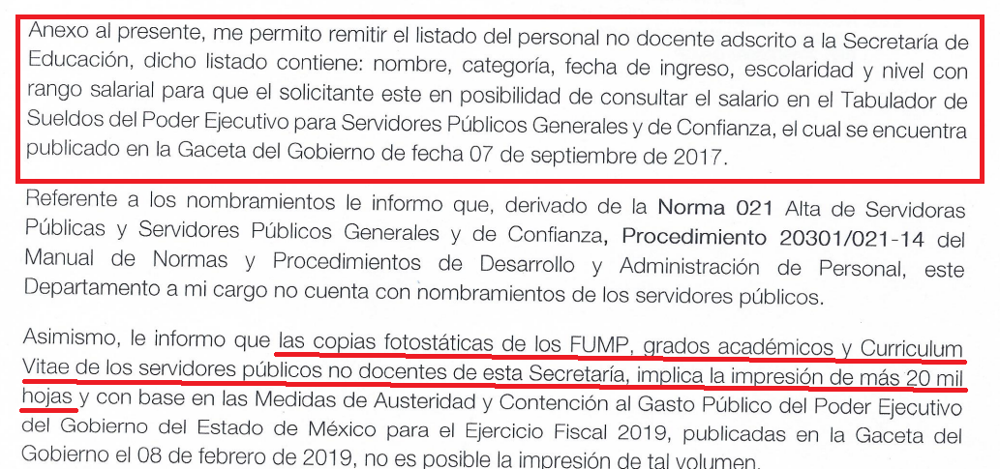 Anexo al presente, me permito remitir el listado del personal no docente adscrito a la Secretaría de
Educación, dicho listado contiene: nombre, categoría, fecha de ingreso, escolaridad y nivel con
rango salarial para que el solicitante este en posibilidad de consultar el salario en el Tabulador de
Sueldos del Poder Ejecutivo para Servidores Públicos Generales y de Confianza, el cual se encuentra
publicado en la Gaceta del Gobierno de fecha 07 de septiembre de 2017.
Referente a los nombramientos le informo que, derivado de la Norma 021 Alta de Servidoras
Públicas y Servidores Públicos Generales y de Confianza, Procedimiento 20301/021-14 del
Manual de Normas y Procedimientos de Desarrollo y Administración de Personal, este
Departamento a mi cargo no cuenta con nombramientos de los servidores públicos.
Asimismo, le informo que las copias fotostáticas de los FUMP, grados académicos y Curriculum
Vitae de los servidores públicos no docentes de esta Secretaría, implica la impresión de más 20 mil
hojas y con base en las Medidas de Austeridad y Contención al Gasto Público del Poder Ejecutivo
del Gobierno del Estado de México para el Ejercicio Fiscal 2019, publicadas en la Gaceta del
Gobierno el 08 de febrero de 2019, no es posible la impresión de tal volumen.